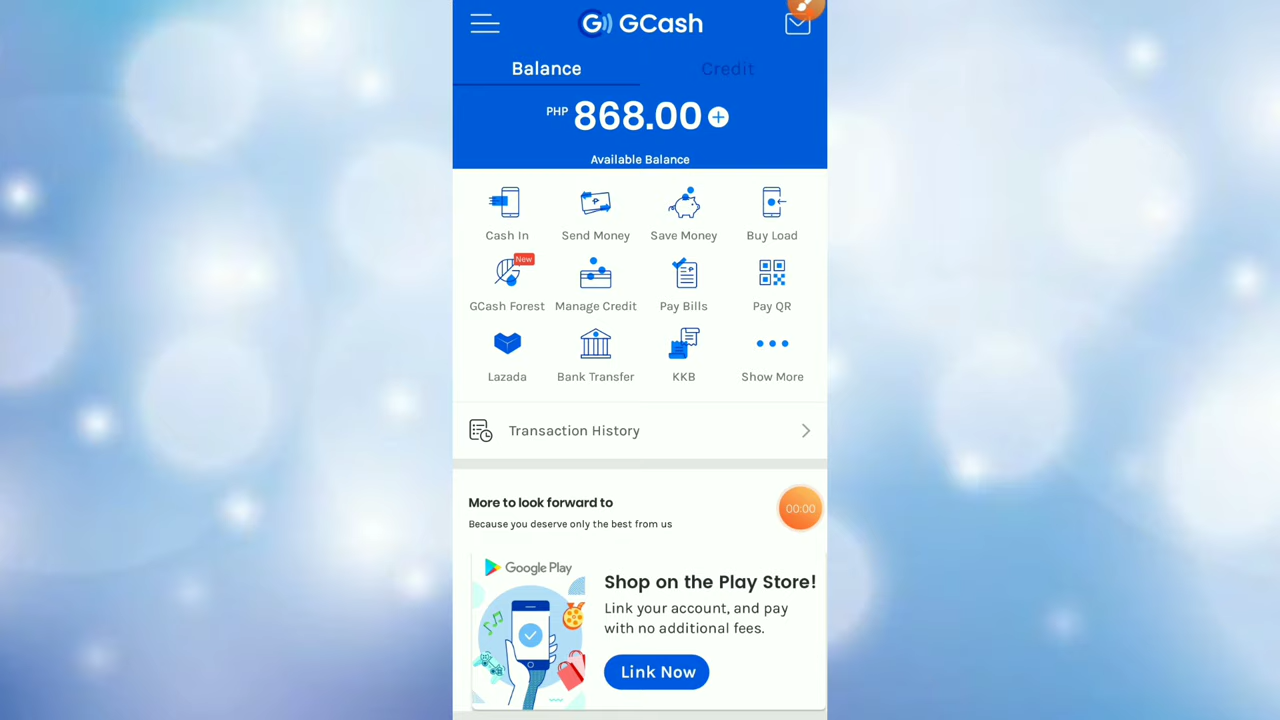 GCash
Balance
Credit
PHP 868.00
Available Balance
Cash In
Send Money
Save Money
Buy Load
New
GCash Forest
Manage Credit
Pay Bills
Pay QR
Lazada
Bank Transfer
KKB
Show More
Transaction History
More to look forward to
00:00
Because you deserve only the best from us
Google Play
Shop on the Play Store!
Link your account, and pay
with no additional fees.
Link Now